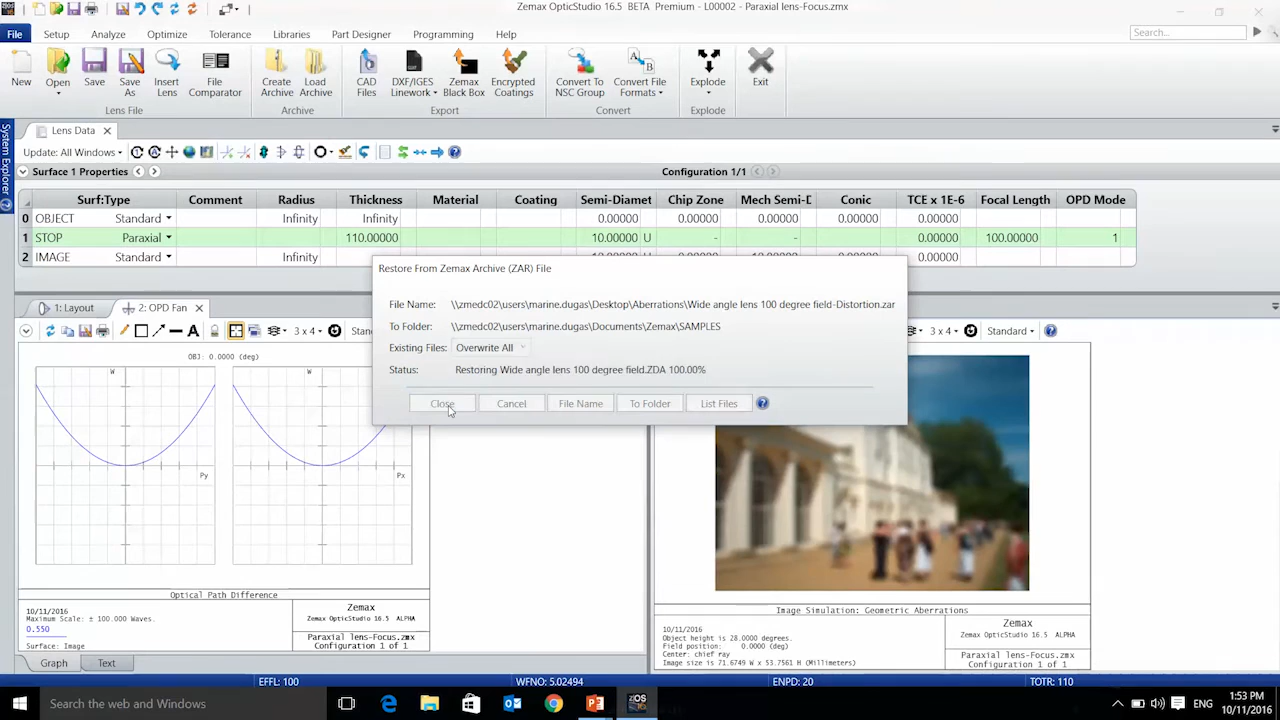 Zemax OpticStudio 16.5 BETA Premium - L00002 - Paraxial lens-Focus.zmx
File Setup Analyze Optimize Tolerance Libraries Part Designer Programming Help Search...
New Open Save Save As Insert Lens File Comparator Create Archive Load Archive CAD Files DXF/IGES Linework Zemax Black Box Encrypted Coatings Convert To NSC Group Convert File Formats Explode Exit
Lens File Archive Export Convert Explode
System Explorer
Lens Data
Update: All Windows
Surface 1 Properties Configuration 1/1
Surf:Type Comment Radius Thickness Material Coating Semi-Diamet Chip Zone Mech Semi-D Conic TCE x 1E-6 Focal Length OPD Mode
0 OBJECT Standard Infinity Infinity 0.00000 0.00000 0.00000 0.00000 0.00000
1 STOP Paraxial 110.00000 10.00000 U - - 0.00000 100.00000 1
2 IMAGE Standard Infinity 0.00000
Restore From Zemax Archive (ZAR) File
File Name: \\zmedc02\users\marine.dugas\Desktop\Aberrations\Wide angle lens 100 degree field-Distortion.zar
To Folder: \\zmedc02\users\marine.dugas\Documents\Zemax\SAMPLES
Existing Files: Overwrite All
Status: Restoring Wide angle lens 100 degree field.ZDA 100.00%
Close Cancel File Name To Folder List Files
1: Layout 2: OPD Fan
3 x 4 Stan
3 x 4 Standard
OBJ: 0.0000 (deg)
W W
Py Px
Optical Path Difference
10/11/2016
Maximum Scale: ± 100.000 Waves.
0.550
Surface: Image
Zemax
Zemax OpticStudio 16.5 ALPHA
Paraxial lens-Focus.zmx
Configuration 1 of 1
Image Simulation: Geometric Aberrations
10/11/2016
Object height is 28.0000 degrees.
Field position: 0.0000 (deg)
Center: chief ray
Image size is 71.6749 W x 53.7561 H (Millimeters)
Zemax
Zemax OpticStudio 16.5 ALPHA
Paraxial lens-Focus.zmx
Configuration 1 of 1
Graph Text
EFFL: 100 WFNO: 5.02494 ENPD: 20 TOTR: 110
Search the web and Windows
ENG
1:53 PM
10/11/2016